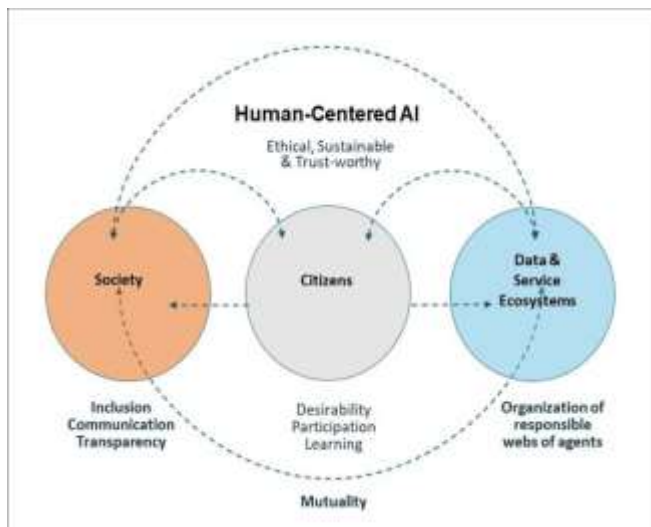 Human-Centered AI
Ethical, Sustainable
& Trust-worthy
Society
Citizens
Data &
Service
Ecosystems
Inclusion
Communication
Transparency
Desirability
Participation
Learning
Organization of
responsible
webs of agents
Mutuality